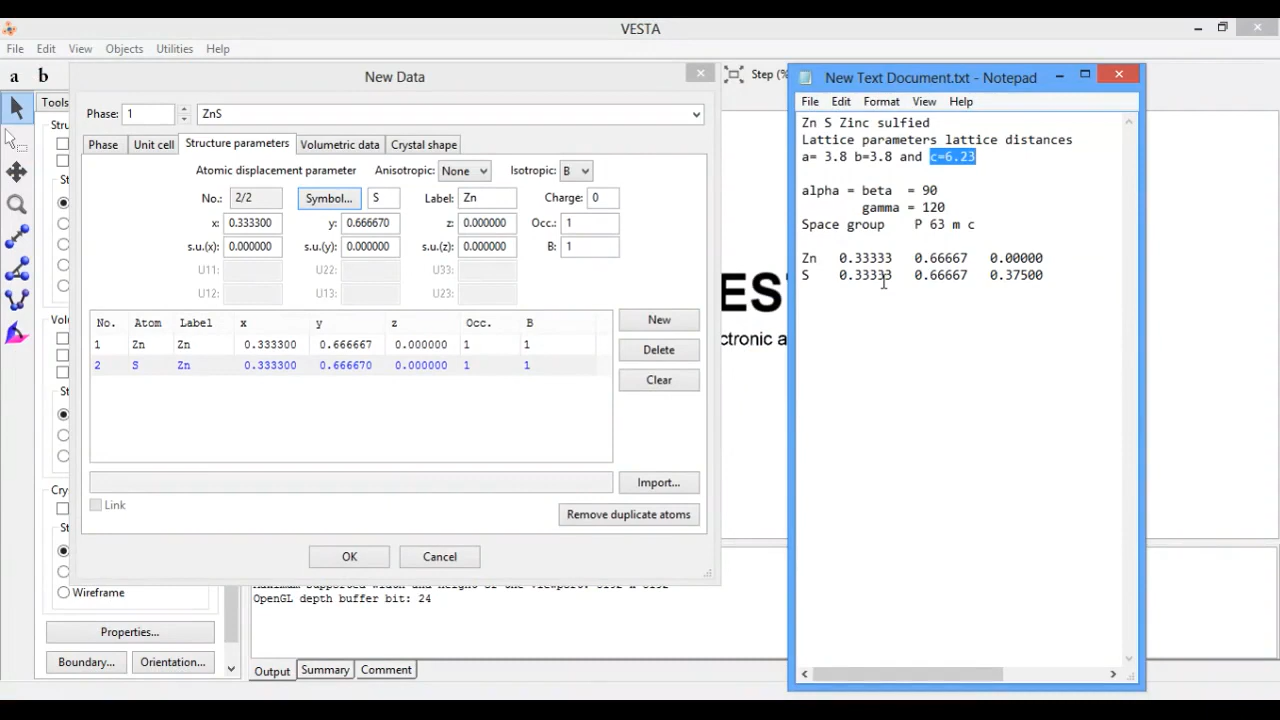 VESTA
File Edit View Objects Utilities Help
a b
Step (%
Tools
New Data
Phase: 1 ZnS
Phase Unit cell Structure parameters Volumetric data Crystal shape
Atomic displacement parameter Anisotropic: None Isotropic: B
No.: 2/2 Symbol... S Label: Zn Charge: 0
x: 0.333300 y: 0.666670 z: 0.000000 Occ.: 1
s.u.(x): 0.000000 s.u.(y): 0.000000 s.u.(z): 0.000000 B: 1
U11: U22: U33:
U12: U13: U23:
No. Atom Label x y z Occ. B
1 Zn Zn 0.333300 0.666667 0.000000 1 1
2 S Zn 0.333300 0.666670 0.000000 1 1
New
Delete
Clear
Import...
Link
Remove duplicate atoms
OK Cancel
Stru
St
Volu
Cry
St
Wireframe
Properties...
Boundary... Orientation...
OpenGL depth buffer bit: 24
Output Summary Comment
ES
ctronic a
New Text Document.txt - Notepad
File Edit Format View Help
Zn S Zinc sulfied
Lattice parameters lattice distances
a= 3.8 b=3.8 and c=6.23
alpha = beta = 90
gamma = 120
Space group P 63 m c
Zn 0.33333 0.66667 0.00000
S 0.33333 0.66667 0.37500